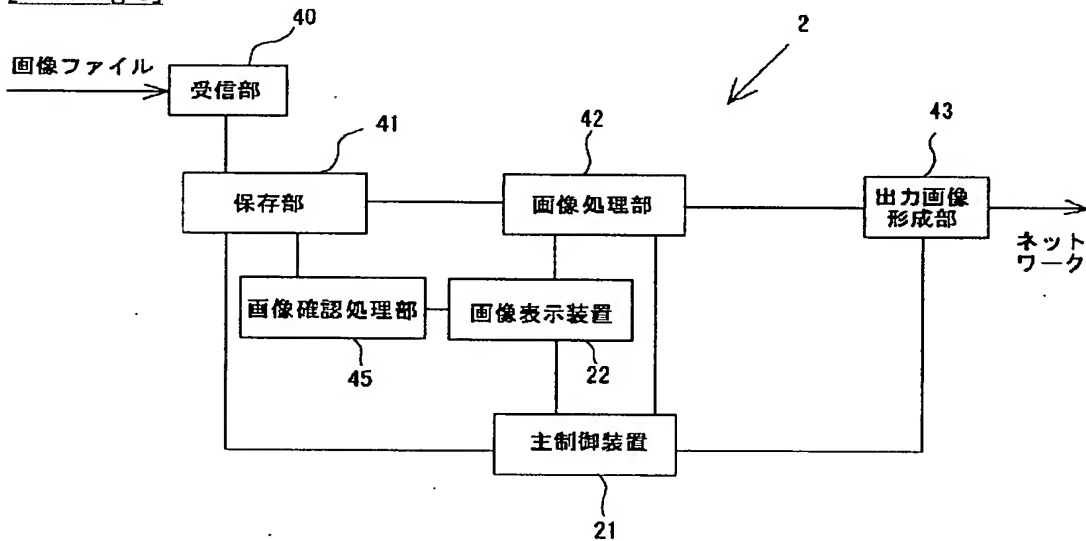 40
2
画像ファイル
受信部
41
42
43
保存部
画像処理部
出力画像
形成部
ネット
ワーク
画像確認処理部
画像表示装置
45
22
主制御装置
21